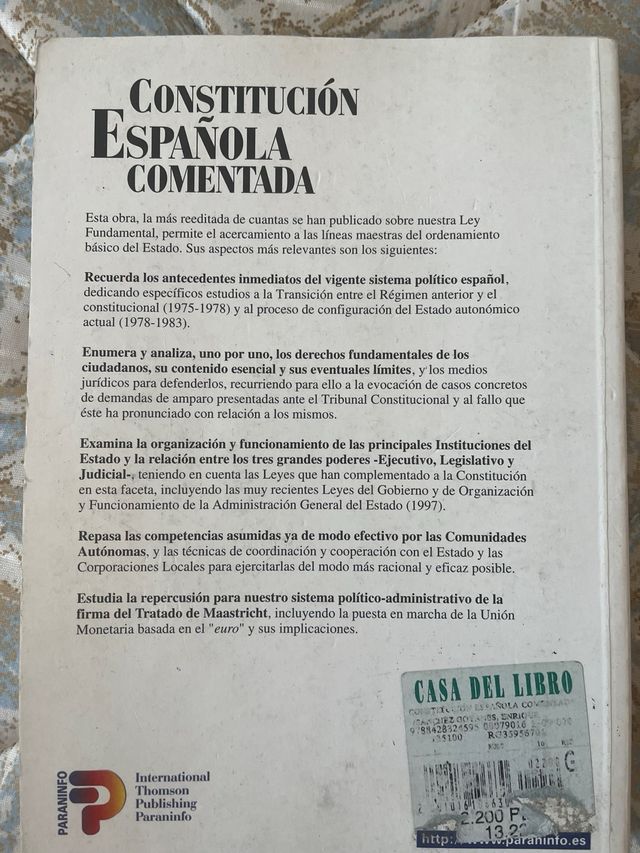 CONSTITUCIÓN
ESPAÑOLA
COMENTADA
Esta obra, la más reeditada de cuantas se han publicado sobre nuestra Ley
Fundamental, permite el acercamiento a las líneas maestras del ordenamiento
básico del Estado. Sus aspectos más relevantes son los siguientes:
Recuerda los antecedentes inmediatos del vigente sistema político español,
dedicando específicos estudios a la Transición entre el Régimen anterior y el
constitucional (1975-1978) y al proceso de configuración del Estado autonómico
actual (1978-1983).
Enumera y analiza, uno por uno, los derechos fundamentales de los
ciudadanos, su contenido esencial y sus eventuales límites, y los medios
jurídicos para defenderlos, recurriendo para ello a la evocación de casos concretos
de demandas de amparo presentadas ante el Tribunal Constitucional y al fallo que
éste ha pronunciado con relación a los mismos.
Examina la organización y funcionamiento de las principales Instituciones del
Estado y la relación entre los tres grandes poderes -Ejecutivo, Legislativo y
Judicial-, teniendo en cuenta las Leyes que han complementado a la Constitución
en esta faceta, incluyendo las muy recientes Leyes del Gobierno y de Organización
y Funcionamiento de la Administración General del Estado (1997).
Repasa las competencias asumidas ya de modo efectivo por las Comunidades
Autónomas, y las técnicas de coordinación y cooperación con el Estado y las
Corporaciones Locales para ejercitarlas del modo más racional y eficaz posible.
Estudia la repercusión para nuestro sistema político-administrativo de la
firma del Tratado de Maastricht, incluyendo la puesta en marcha de la Unión
Monetaria basada en el "euro" y sus implicaciones.
CASA DEL LIBRO
CONSTITUCION ESPAÑOLA COMENTADA
ENRIQUE
9788428324595
G
2.200
http://www.paraninfo.es
PARANINFO
International
Thomson
Publishing
Paraninfo